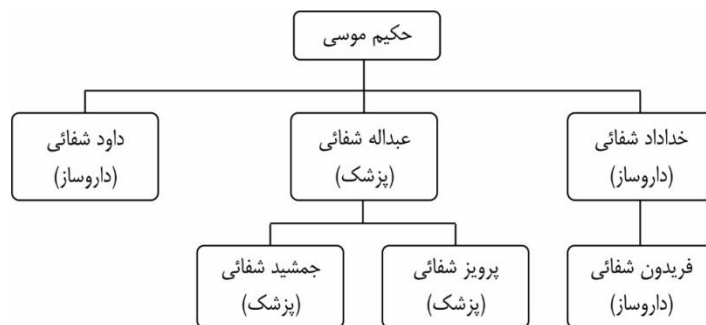 حکیم موسی
خداداد شفائی
(داروساز)
عبداله شفائی
(پزشک)
داود شفائی
(داروساز)
فریدون شفائی
(داروساز)
پرویز شفائی
(پزشک)
جمشید شفائی
(پزشک)